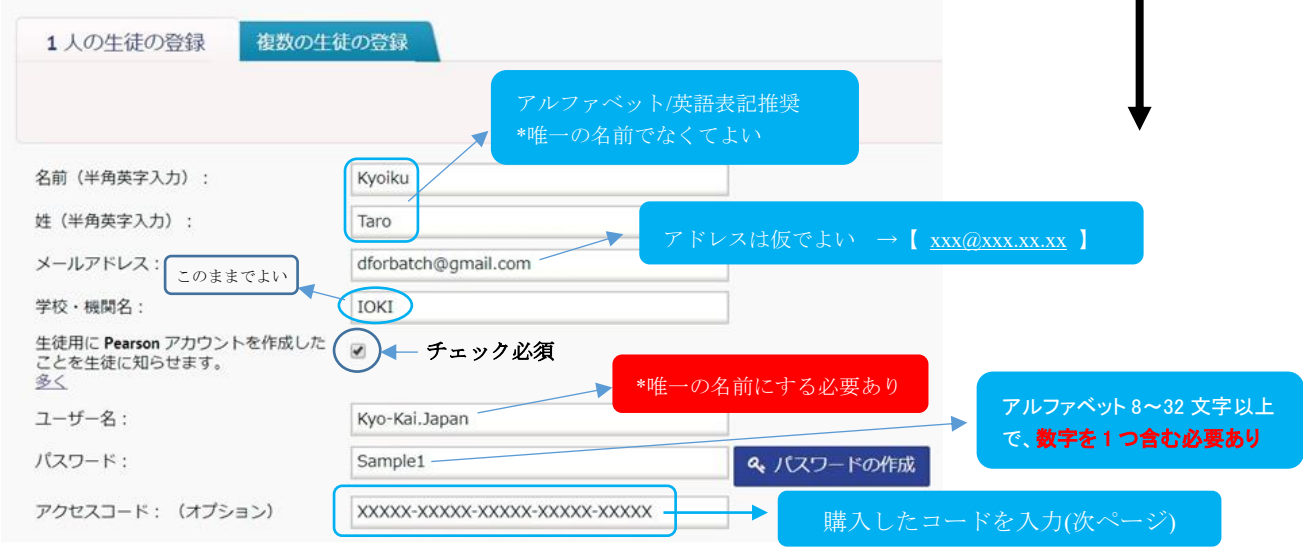 1 人の生徒の登録
複数の生徒の登録
アルファベット/英語表記推奨
*唯一の名前でなくてよい
名前（半角英字入力）：
Kyoiku
姓（半角英字入力）：
Taro
アドレスは仮でよい　→【 xxx@xxx.xx.xx 】
メールアドレス：
dforbatch@gmail.com
このままでよい
学校・機関名：
IOKI
生徒用に Pearson アカウントを作成した
ことを生徒に知らせます。
多く
チェック必須
*唯一の名前にする必要あり
ユーザー名：
Kyo-Kai.Japan
アルファベット 8～32 文字以上
で、数字を 1 つ含む必要あり
パスワード：
Sample1
パスワードの作成
アクセスコード：（オプション）
XXXXX-XXXXX-XXXXX-XXXXX-XXXXX
購入したコードを入力(次ページ)